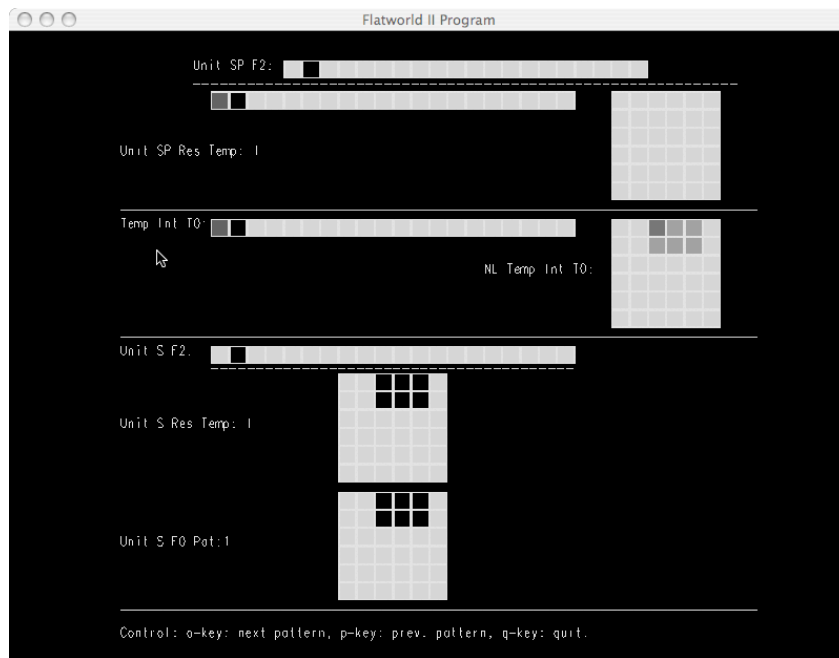 Flatworld II Program
Unit SP F2:
Unit SP Res Temp: 1
Temp Int T0:
NL Temp Int T0:
Unit S F2:
Unit S Res Temp: 1
Unit S F0 Pat:1
Control: o-key: next pattern, p-key: prev. pattern, q-key: quit.